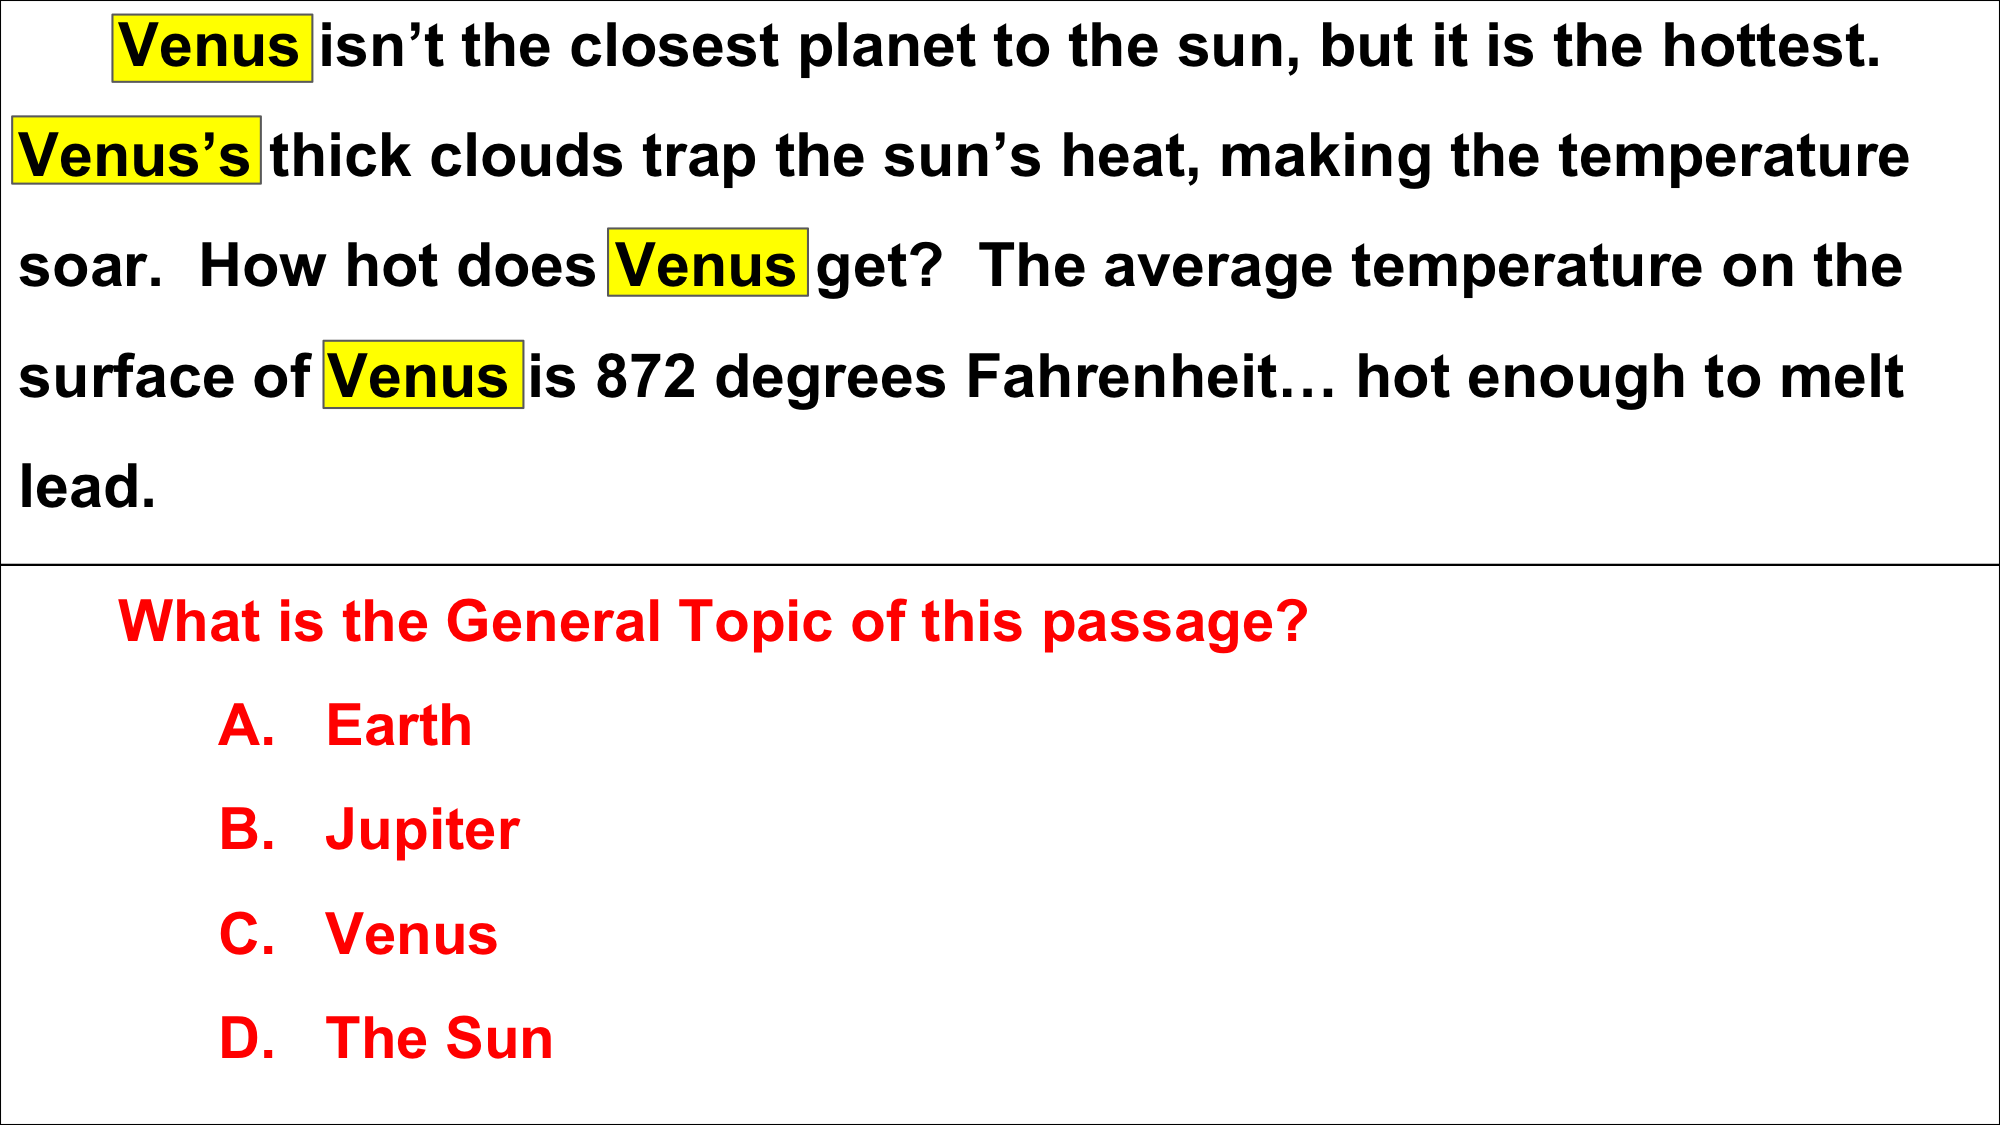 Venus isn’t the closest planet to the sun, but it is the hottest.
Venus’s thick clouds trap the sun’s heat, making the temperature
soar.  How hot does Venus get?  The average temperature on the
surface of Venus is 872 degrees Fahrenheit… hot enough to melt
lead.
What is the General Topic of this passage?
A. Earth
B. Jupiter
C. Venus
D. The Sun